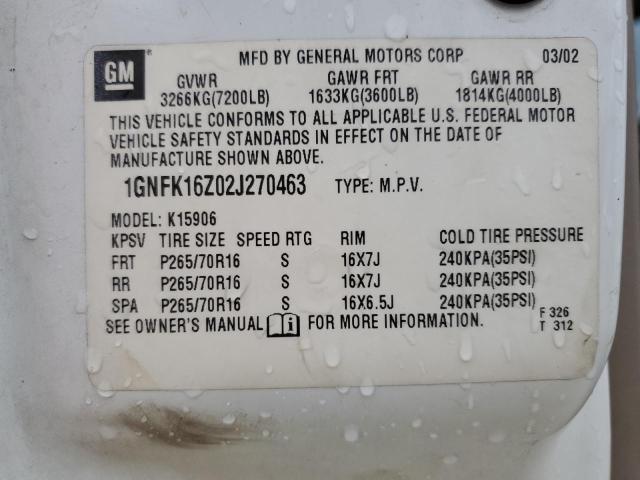 GM
MFD BY GENERAL MOTORS CORP 03/02
GVWR GAWR FRT GAWR RR
3266KG(7200LB) 1633KG(3600LB) 1814KG(4000LB)
THIS VEHICLE CONFORMS TO ALL APPLICABLE U.S. FEDERAL MOTOR
VEHICLE SAFETY STANDARDS IN EFFECT ON THE DATE OF
MANUFACTURE SHOWN ABOVE.
1GNFK16Z02J270463 TYPE: M.P.V.
MODEL: K15906
KPSV TIRE SIZE SPEED RTG RIM COLD TIRE PRESSURE
FRT P265/70R16 S 16X7J 240KPA(35PSI)
RR P265/70R16 S 16X7J 240KPA(35PSI)
SPA P265/70R16 S 16X6.5J 240KPA(35PSI)
SEE OWNER'S MANUAL i FOR MORE INFORMATION.
F 326
T 312